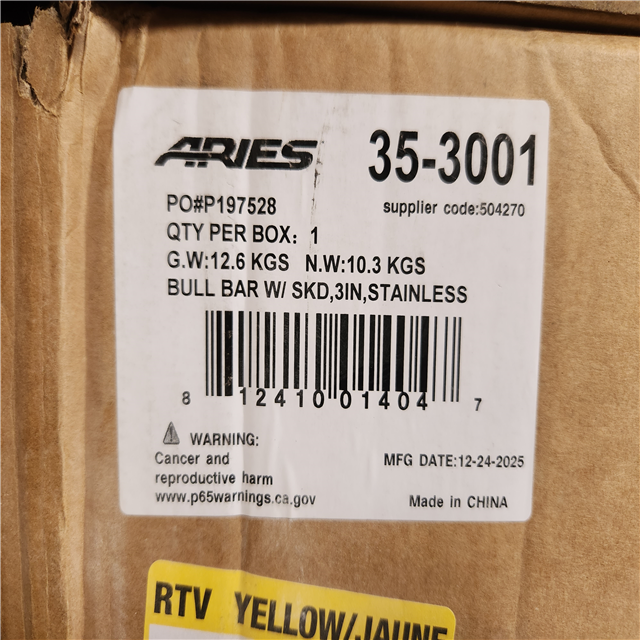 ARIES 35-3001
PO#P197528 supplier code:504270
QTY PER BOX: 1
G.W:12.6 KGS N.W:10.3 KGS
BULL BAR W/ SKD,3IN,STAINLESS
8 12410 01404 7
WARNING:
Cancer and
reproductive harm
www.p65warnings.ca.gov
MFG DATE:12-24-2025
Made in CHINA
RTV YELLOW/JAUNE